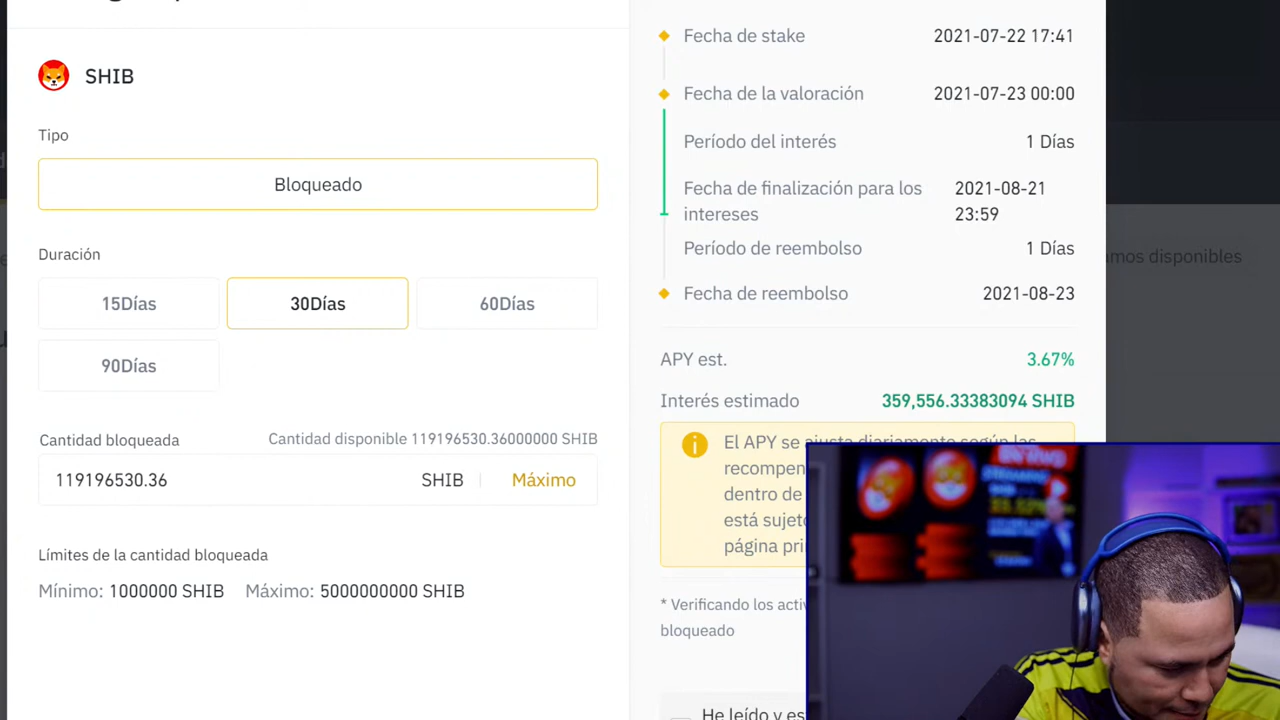 SHIB
Tipo
Bloqueado
Duración
15Días
30Días
60Días
90Días
Cantidad bloqueada
Cantidad disponible 119196530.36000000 SHIB
119196530.36 SHIB Máximo
Límites de la cantidad bloqueada
Mínimo: 1000000 SHIB Máximo: 5000000000 SHIB
Fecha de stake 2021-07-22 17:41
Fecha de la valoración 2021-07-23 00:00
Período del interés 1 Días
Fecha de finalización para los 2021-08-21
intereses 23:59
Período de reembolso 1 Días
Fecha de reembolso 2021-08-23
APY est. 3.67%
Interés estimado 359,556.33383094 SHIB
El APY se ajusta diariamente según las
recompen
dentro de
está sujeto
página pri
* Verificando los activ
bloqueado
He leído y es
amos disponibles